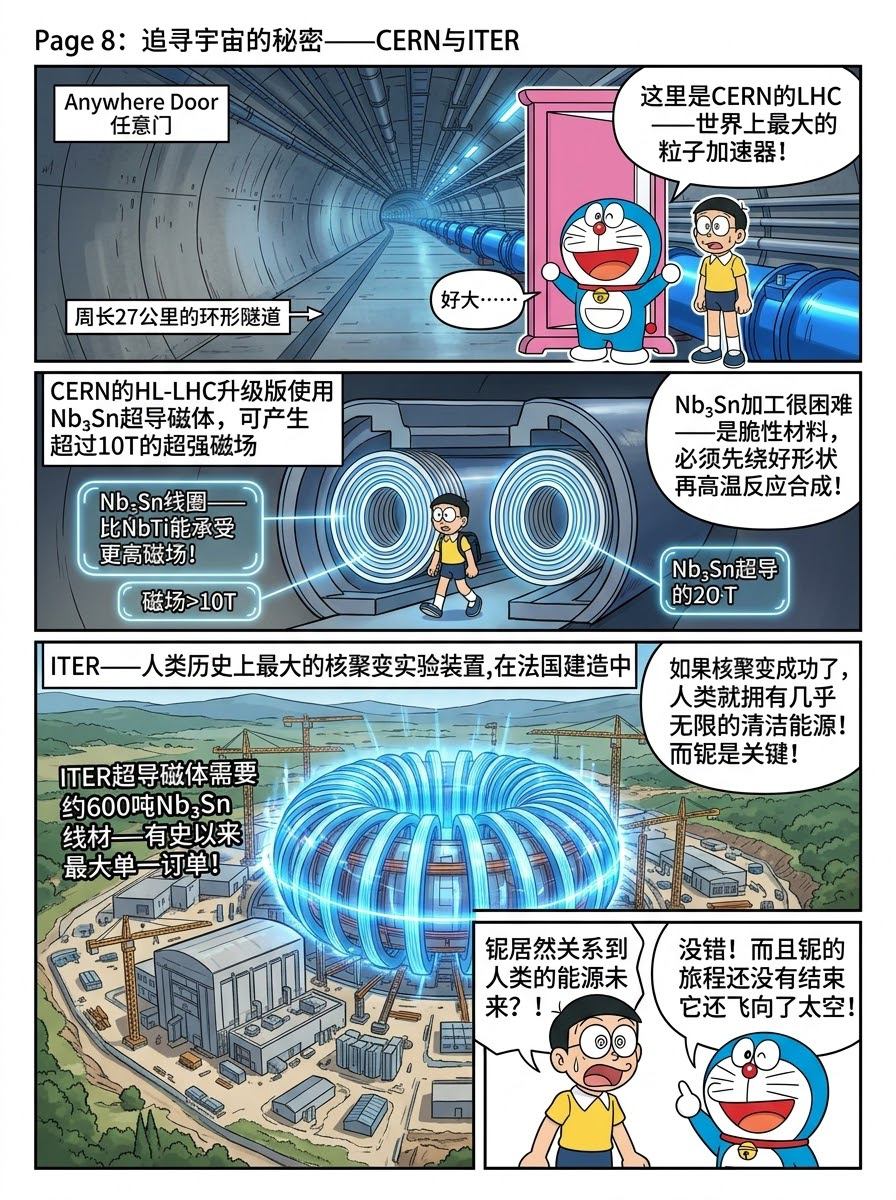 Page 8：追寻宇宙的秘密——CERN与ITER
Anywhere Door
任意门
这里是CERN的LHC
——世界上最大的
粒子加速器！
好大……
周长27公里的环形隧道
CERN的HL-LHC升级版使用
Nb₃Sn超导磁体，可产生
超过10T的超强磁场
Nb₃Sn加工很困难
——是脆性材料，
必须先绕好形状
再高温反应合成！
Nb₃Sn线圈——
比NbTi能承受
更高磁场！
磁场>10T
Nb₃Sn超导
的20T
ITER——人类历史上最大的核聚变实验装置,在法国建造中
如果核聚变成功了，
人类就拥有几乎
无限的清洁能源！
而铌是关键！
ITER超导磁体需要
约600吨Nb₃Sn
线材——有史以来
最大单一订单！
铌居然关系到
人类的能源未
来？！
没错！而且铌的
旅程还没有结束
它还飞向了太空！